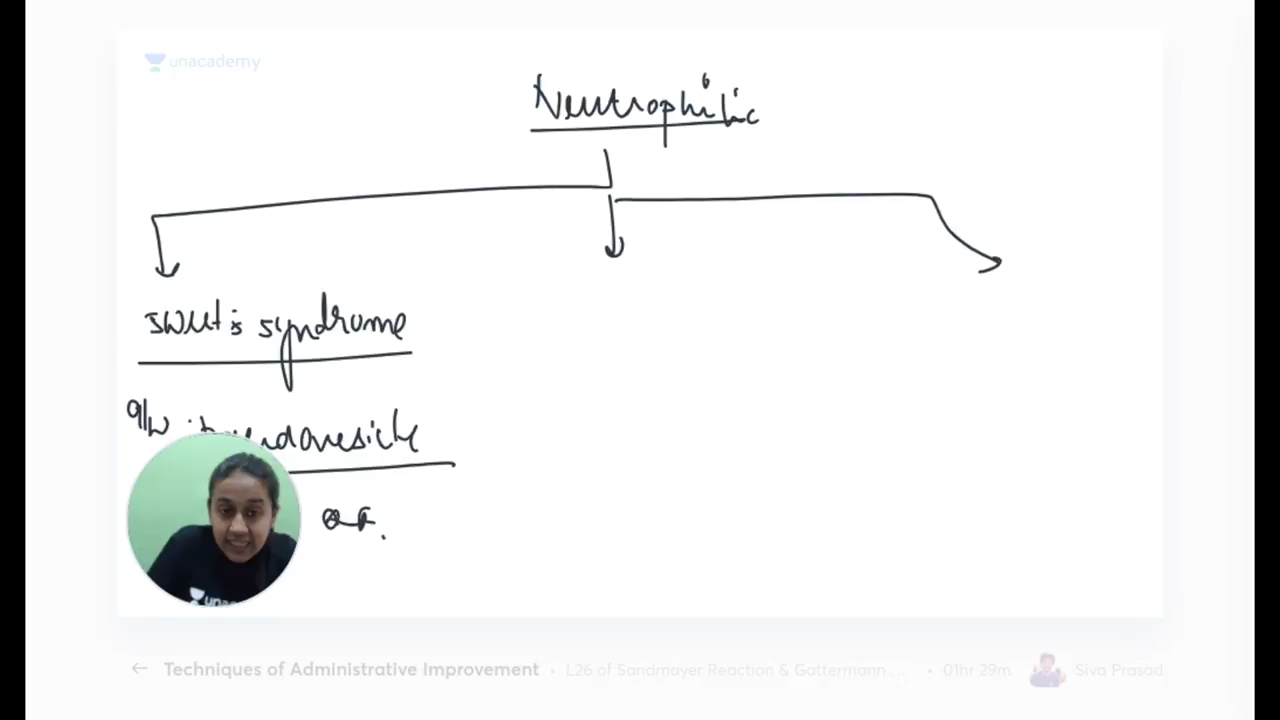 unacademy
Neutrophilic
sweet's syndrome
a/w
← Techniques of Administrative Improvement • L26 of Sandmayer Reaction & Gattermann ... • 01hr 29m Siva Prasad